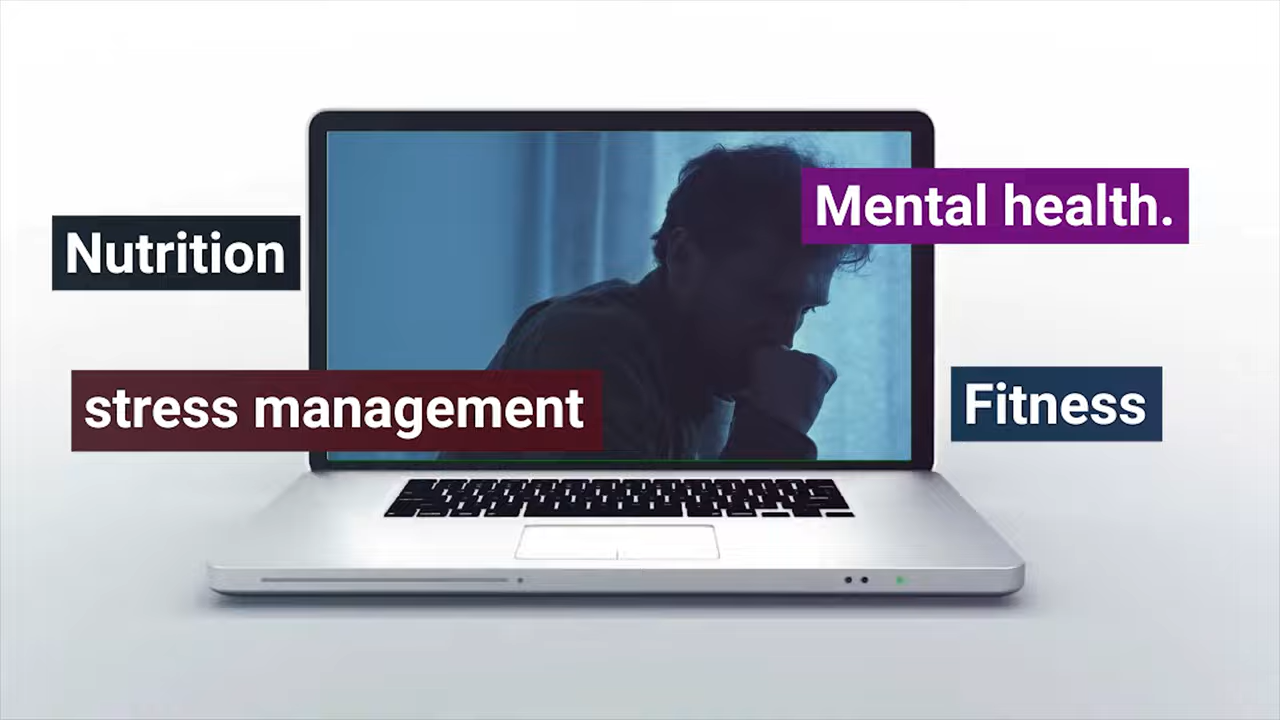 Mental health.
Nutrition
stress management
Fitness